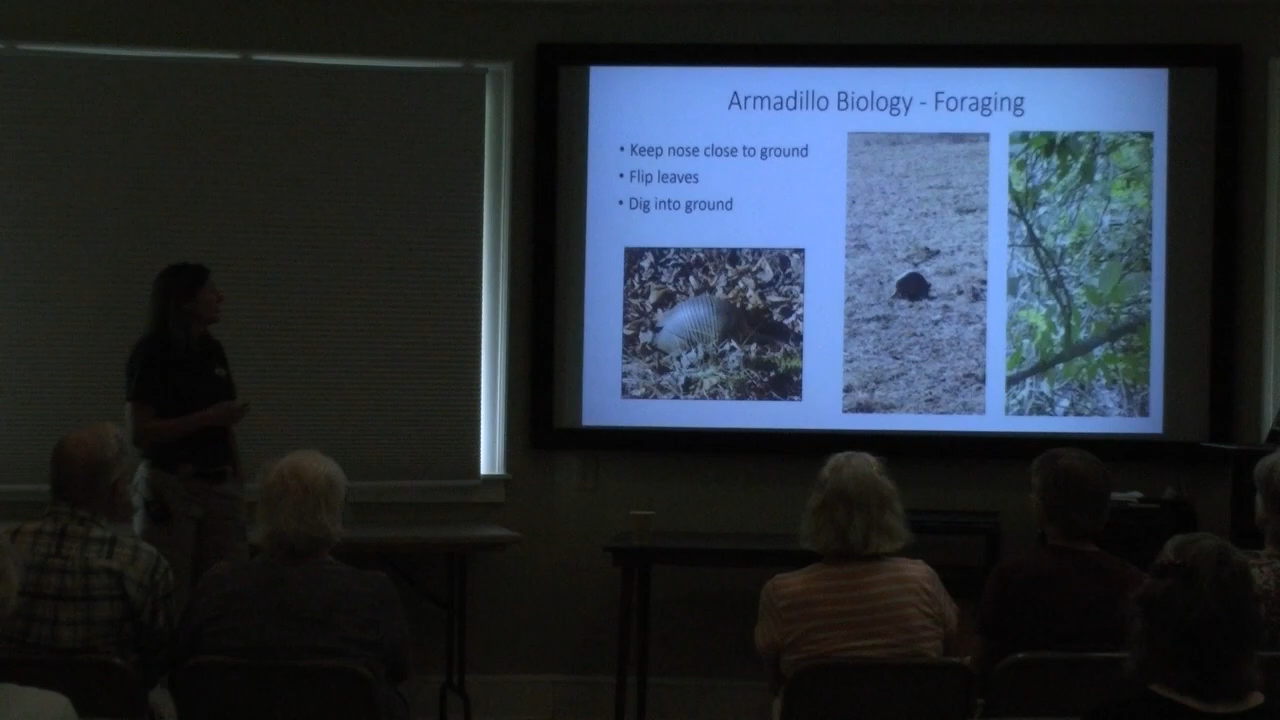 Armadillo Biology - Foraging
• Keep nose close to ground
• Flip leaves
• Dig into ground